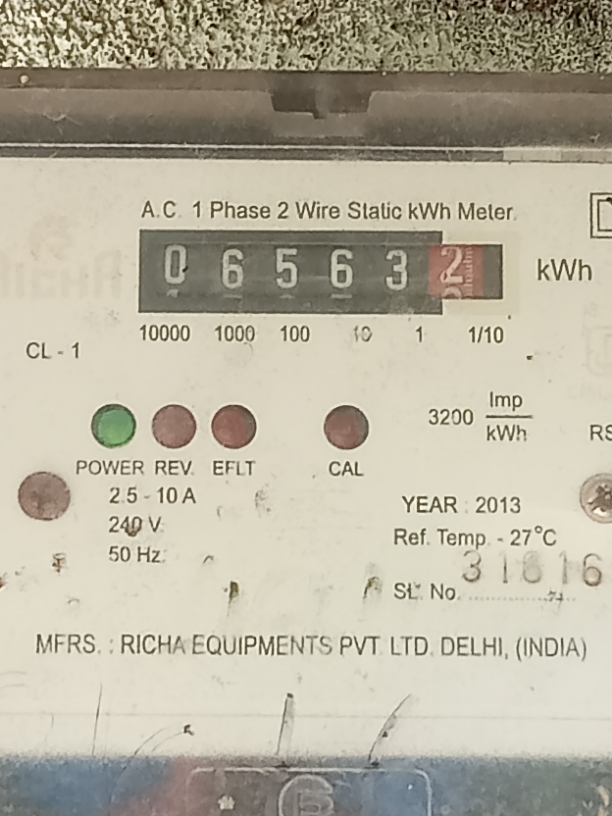 A.C. 1 Phase 2 Wire Static kWh Meter
0 6 5 6 3 2 kWh
10000 1000 100 10 1 1/10
CL - 1
3200 Imp
kWh
POWER REV. EFLT CAL
2.5 - 10 A
240 V.
50 Hz.
YEAR : 2013
Ref. Temp. - 27°C
SL. No.
MFRS. : RICHA EQUIPMENTS PVT. LTD. DELHI, (INDIA)